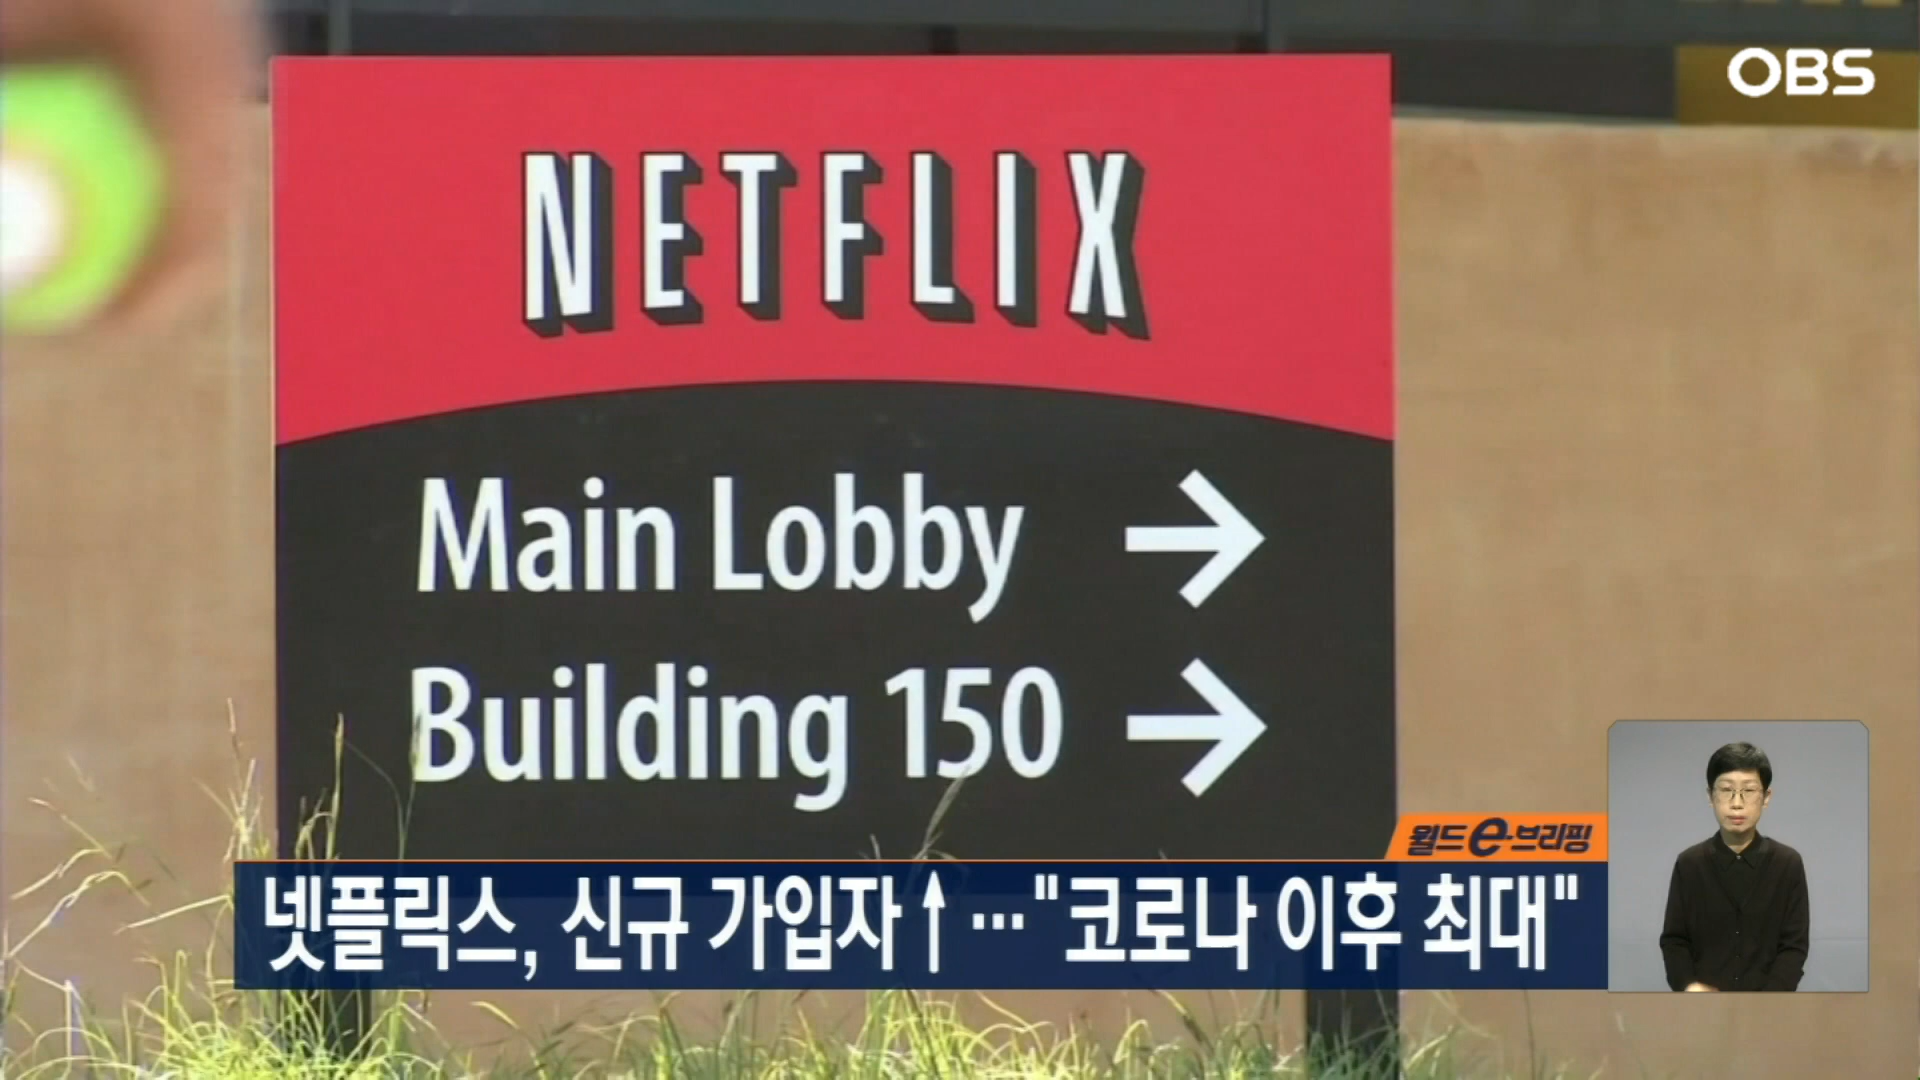 OBS
NETFLIX
Main Lobby →
Building 150 →
월드 e-브리핑
넷플릭스, 신규 가입자↑…"코로나 이후 최대"